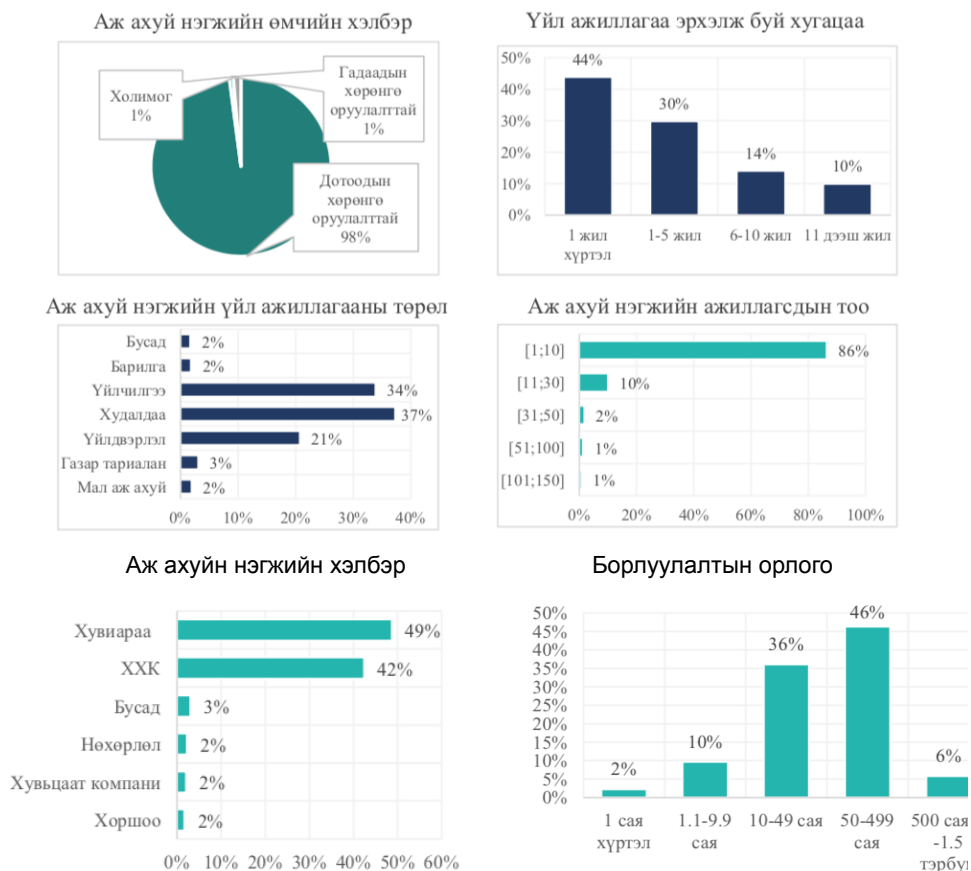 Аж ахуй нэгжийн өмчийн хэлбэр
Холимог
1%
Гадаадын
хөрөнгө
оруулалттай
1%
Дотоодын
хөрөнгө
оруулалттай
98%
Үйл ажиллагаа эрхэлж буй хугацаа
50%
40%
30%
20%
10%
0%
44%
30%
14%
10%
1 жил
хүртэл
1-5 жил
6-10 жил
11 дээш жил
Аж ахуй нэгжийн үйл ажиллагааны төрөл
Бусад 2%
Барилга 2%
Үйлчилгээ 34%
Худалдаа 37%
Үйлдвэрлэл 21%
Газар тариалан 3%
Мал аж ахуй 2%
0% 10% 20% 30% 40%
Аж ахуй нэгжийн ажиллагсдын тоо
[1;10] 86%
[11;30] 10%
[31;50] 2%
[51;100] 1%
[101;150] 1%
0% 20% 40% 60% 80% 100%
Аж ахуйн нэгжийн хэлбэр
Хувиараа 49%
ХХК 42%
Бусад 3%
Нөхөрлөл 2%
Хувьцаат компани 2%
Хоршоо 2%
0% 10% 20% 30% 40% 50% 60%
Борлуулалтын орлого
50%
45%
40%
35%
30%
25%
20%
15%
10%
5%
0%
2%
10%
36%
46%
6%
1 сая
хүртэл
1.1-9.9
сая
10-49 сая
50-499
сая
500 сая
-1.5